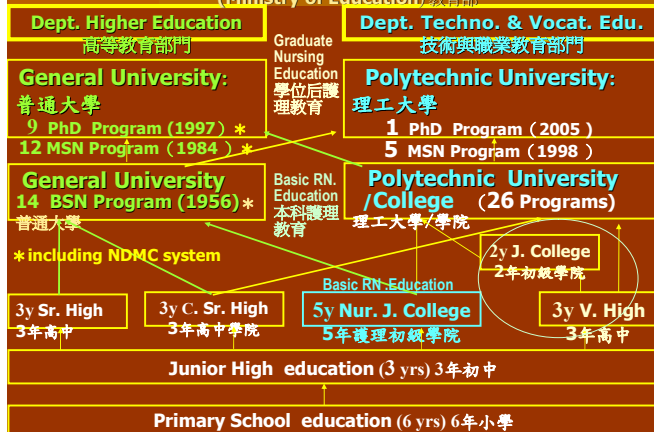 (Ministry of Education) 教育部
Dept. Higher Education
高等教育部門
Dept. Techno. & Vocat. Edu.
技術與職業教育部門
Graduate
Nursing
Education
學位后護
理教育
General University:
普通大學
9 PhD Program (1997) *
12 MSN Program (1984) *
Polytechnic University:
理工大學
1 PhD Program (2005 )
5 MSN Program (1998)
General University
14 BSN Program (1956)*
普通大學
Basic RN.
Education
本科護理
教育
Polytechnic University
/College (26 Programs)
理工大學/學院
*including NDMC system
2y J. College
2年初級學院
Basic RN .Education
3y Sr. High
3年高中
3y C. Sr. High
3年高中學院
5y Nur. J. College
5年護理初級學院
3y V. High
3年高中
Junior High education (3 yrs) 3年初中
Primary School education (6 yrs) 6年小學